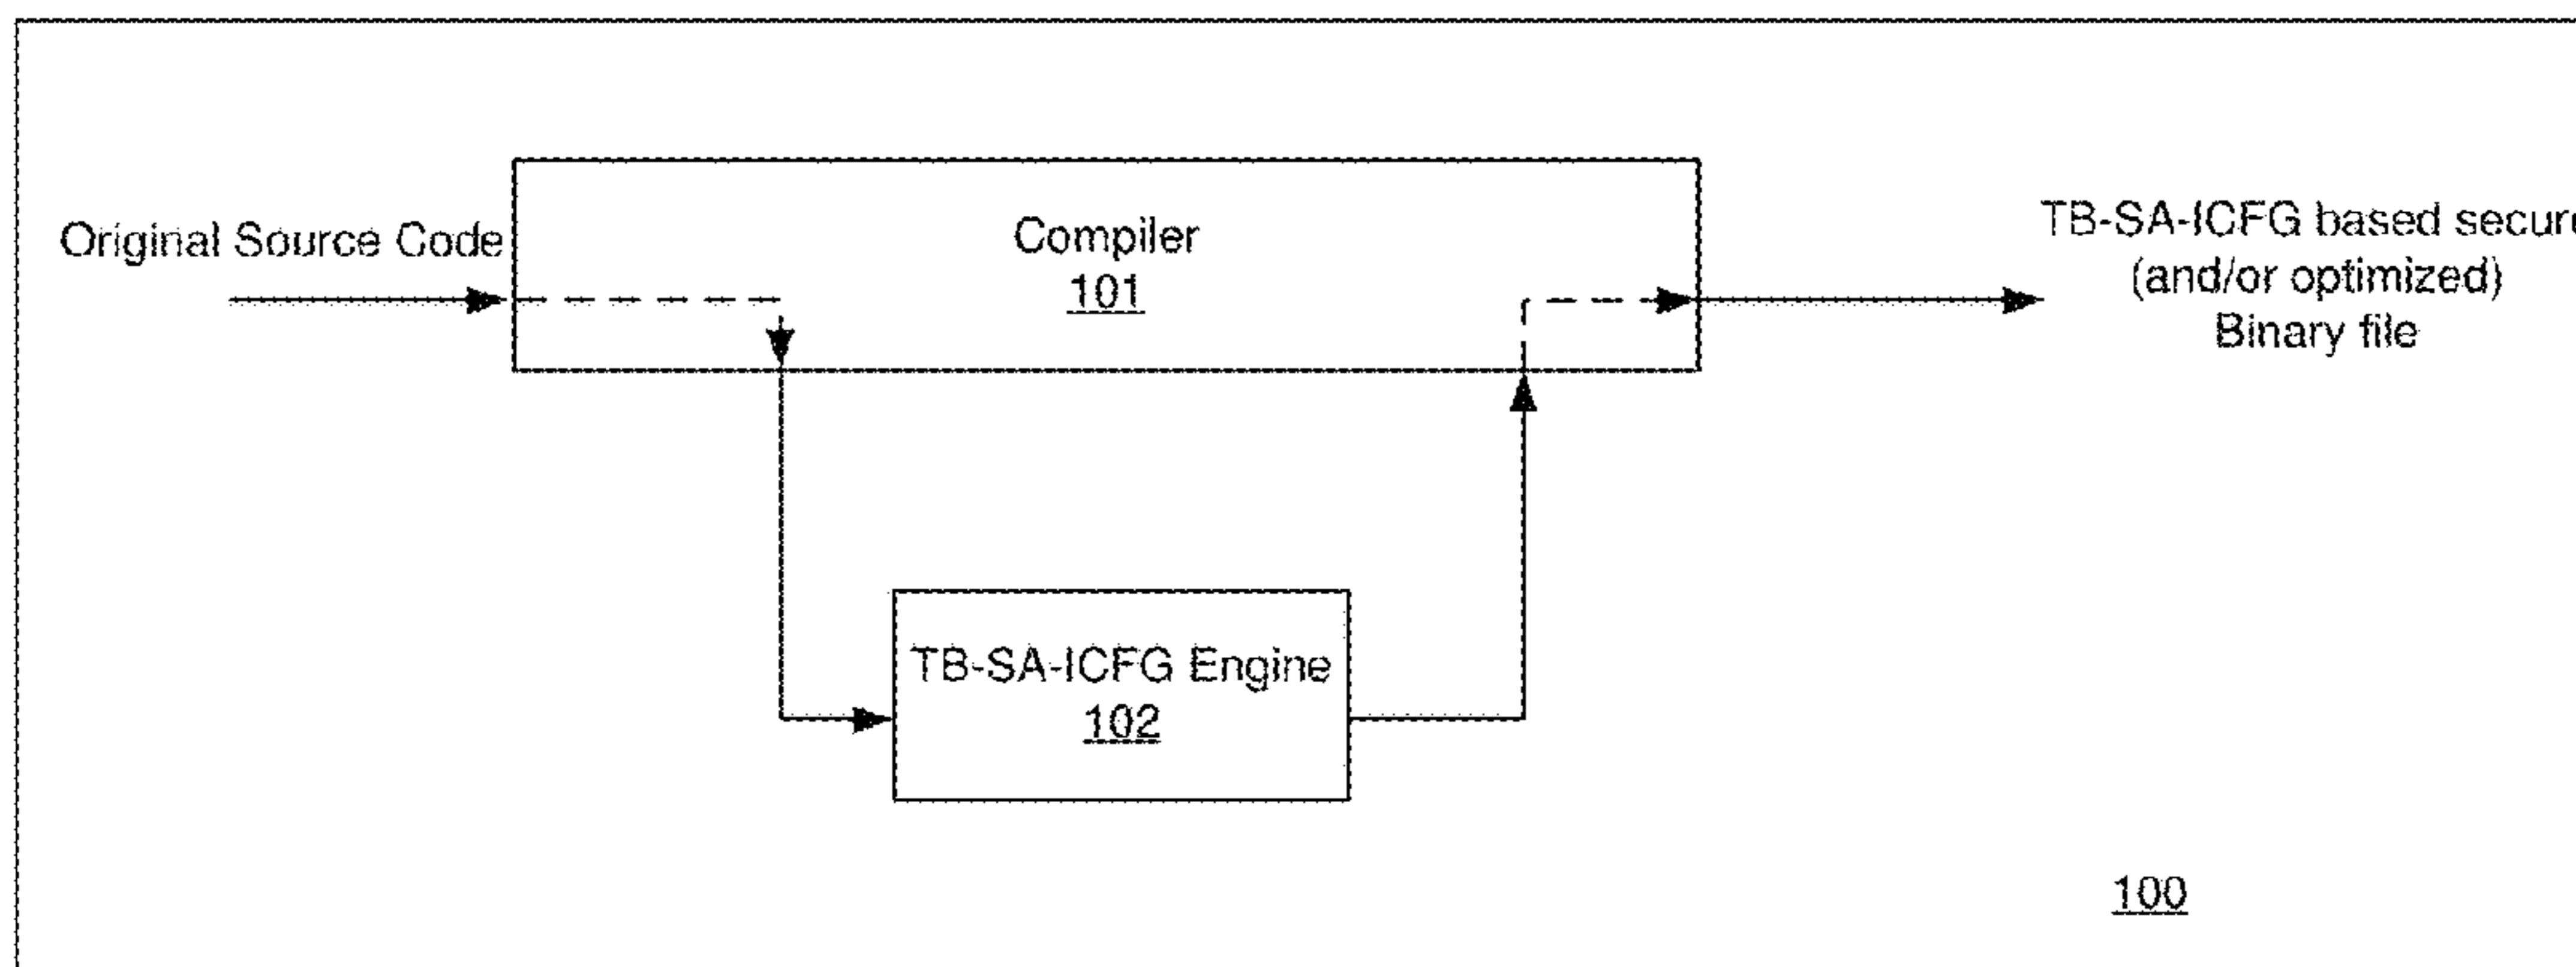 Original Source Code
Compiler
101
TB-SA-ICFG based secure
(and/or optimized)
Binary file
TB-SA-ICFG Engine
102
100